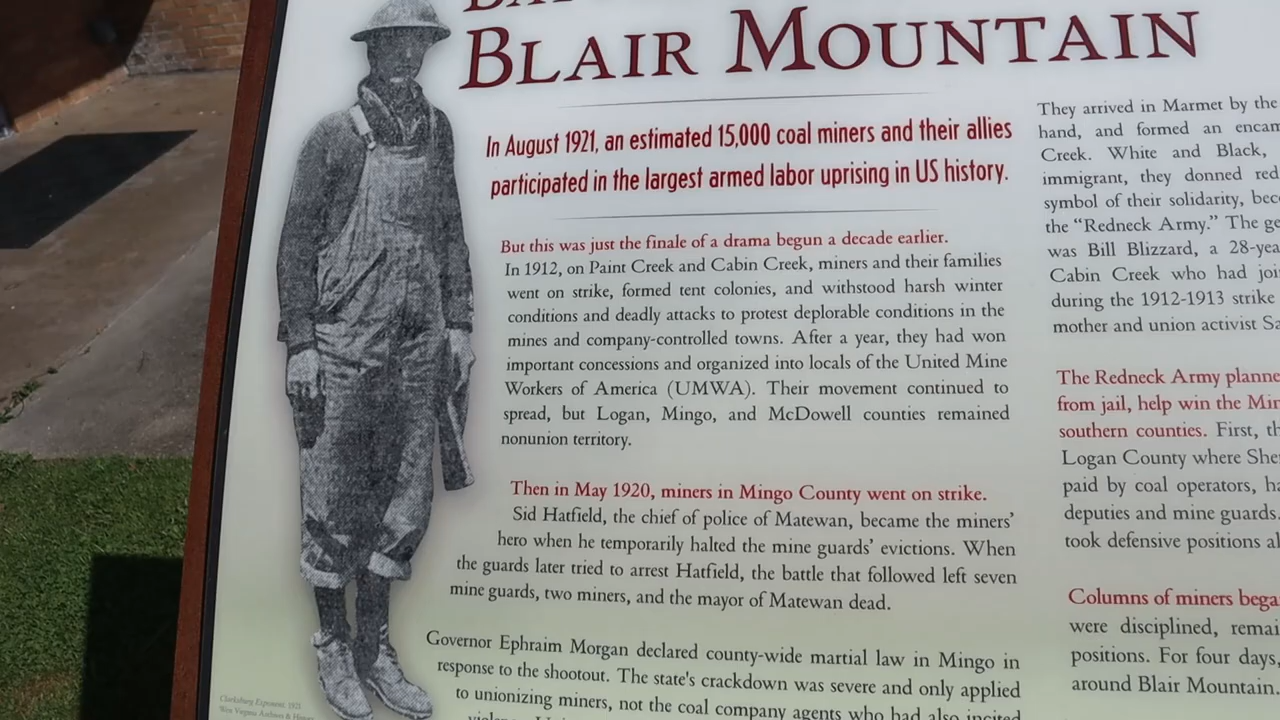 BLAIR MOUNTAIN
In August 1921, an estimated 15,000 coal miners and their allies
participated in the largest armed labor uprising in US history.
But this was just the finale of a drama begun a decade earlier.
In 1912, on Paint Creek and Cabin Creek, miners and their families
went on strike, formed tent colonies, and withstood harsh winter
conditions and deadly attacks to protest deplorable conditions in the
mines and company-controlled towns. After a year, they had won
important concessions and organized into locals of the United Mine
Workers of America (UMWA). Their movement continued to
spread, but Logan, Mingo, and McDowell counties remained
nonunion territory.
Then in May 1920, miners in Mingo County went on strike.
Sid Hatfield, the chief of police of Matewan, became the miners'
hero when he temporarily halted the mine guards' evictions. When
the guards later tried to arrest Hatfield, the battle that followed left seven
mine guards, two miners, and the mayor of Matewan dead.
Governor Ephraim Morgan declared county-wide martial law in Mingo in
response to the shootout. The state's crackdown was severe and only applied
to unionizing miners, not the coal company agents who had also incited
They arrived in Marmet by the
hand, and formed an encam
Creek. White and Black,
immigrant, they donned red
symbol of their solidarity, bec
the "Redneck Army." The ge
was Bill Blizzard, a 28-yea
Cabin Creek who had joi
during the 1912-1913 strike
mother and union activist Sa
The Redneck Army planne
from jail, help win the Min
southern counties. First, th
Logan County where She
paid by coal operators, ha
deputies and mine guards.
took defensive positions al
Columns of miners bega
were disciplined, remai
positions. For four days,
around Blair Mountain.
Clarksburg Exponent, 1921
West Virginia Archives & History